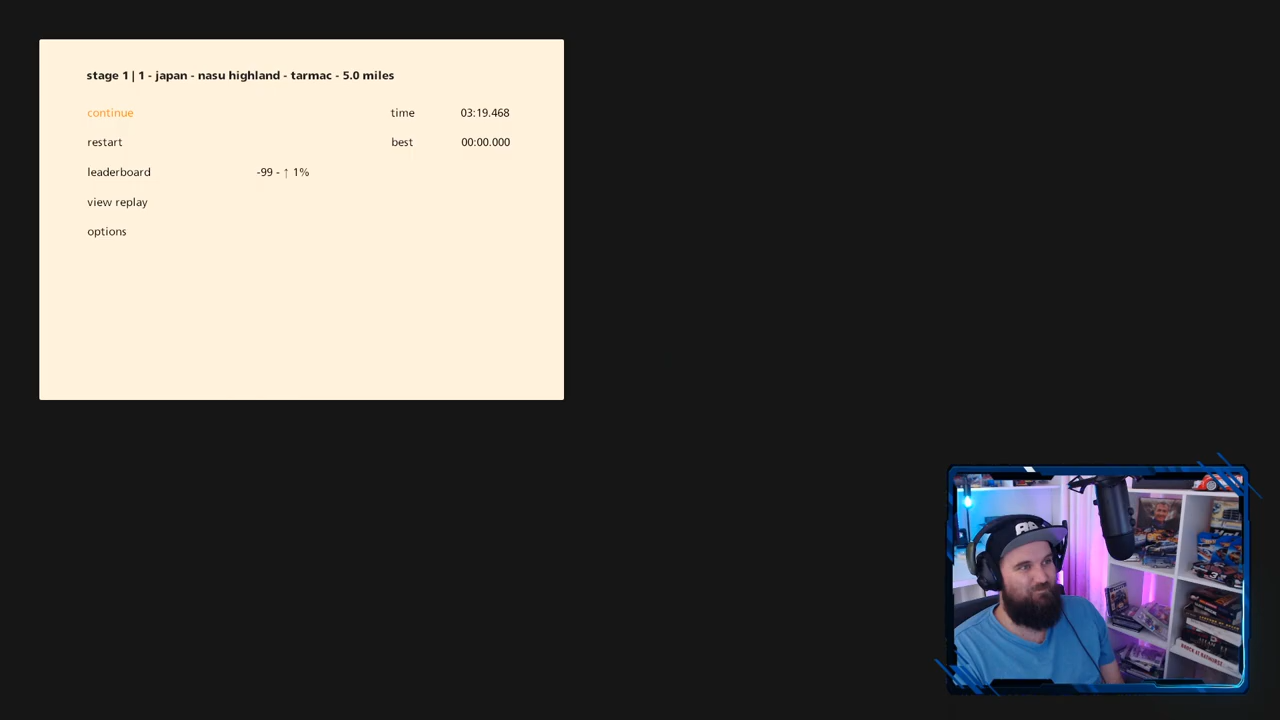 stage 1 | 1 - japan - nasu highland - tarmac - 5.0 miles
continue time 03:19.468
restart best 00:00.000
leaderboard -99 - ↑ 1%
view replay
options